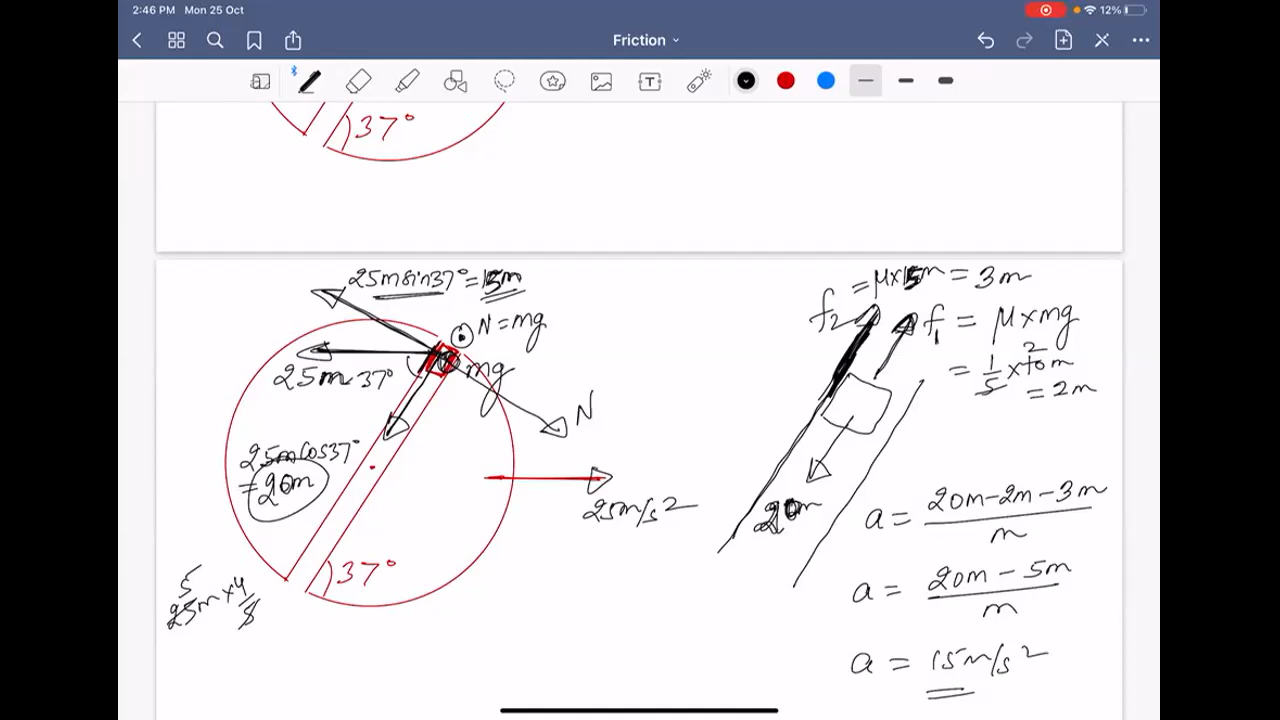 2:46 PM Mon 25 Oct
12%
Friction
T
37°
25m sin37° = 15m
N = mg
mg
25m 37°
N
25m cos37°
= 20m
25m/s²
37°
5
25m × 4/5
f₂ = μ×15m = 3m
f₁ = μ×mg
= 1/5 × 10m 2
= 2m
20m
a = 20m-2m-3m / m
a = 20m - 5m / m
a = 15m/s²